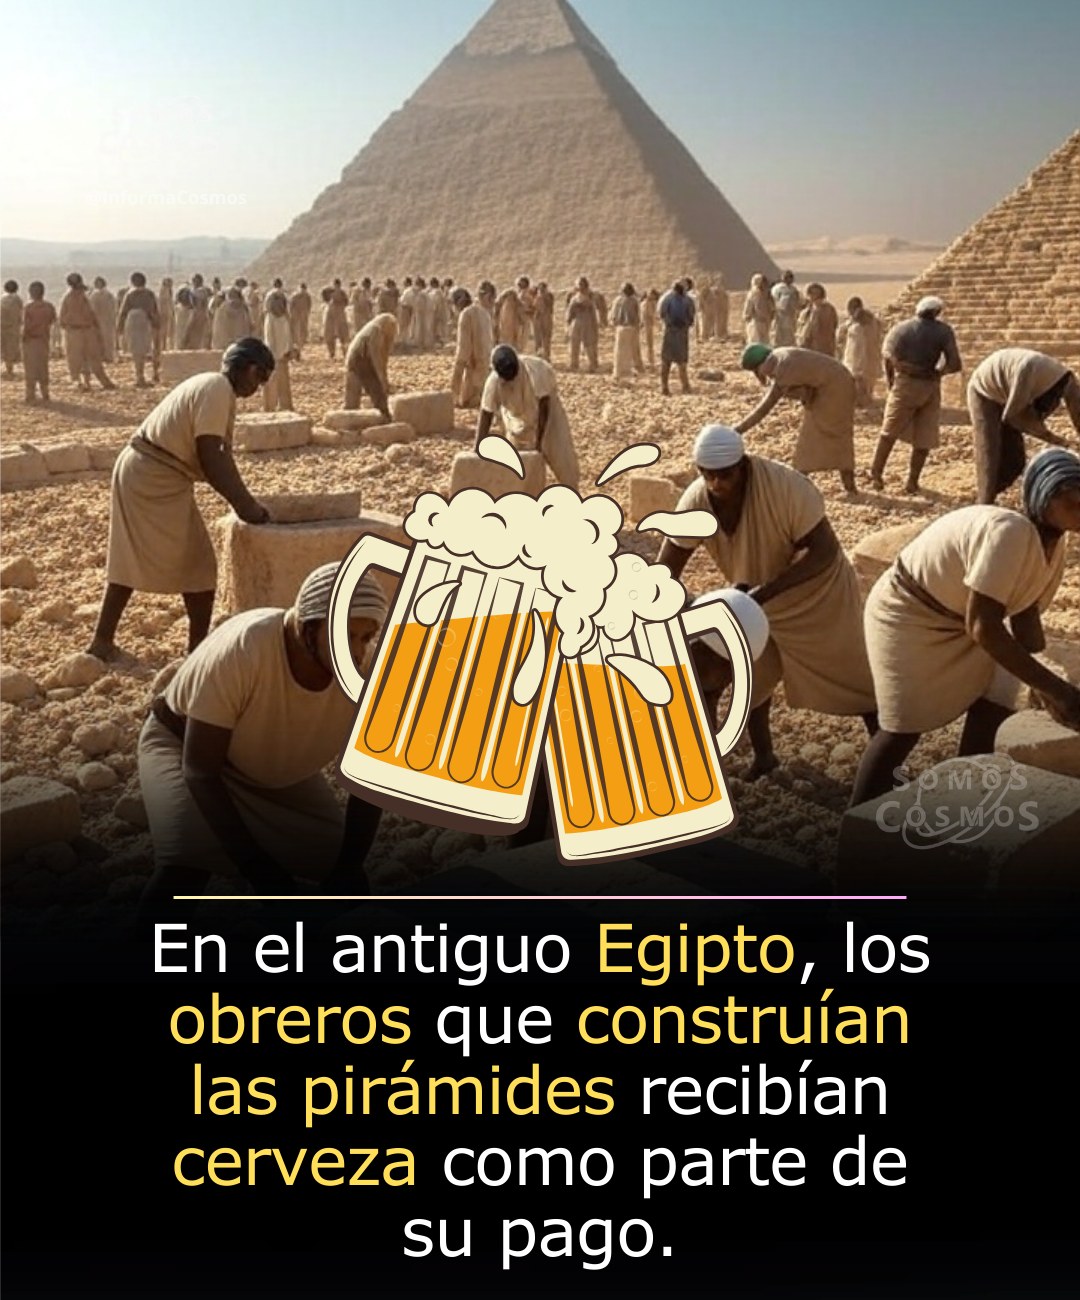 InformaCosmos
SOMOS
COSMOS
En el antiguo Egipto, los
obreros que construían
las pirámides recibían
cerveza como parte de
su pago.